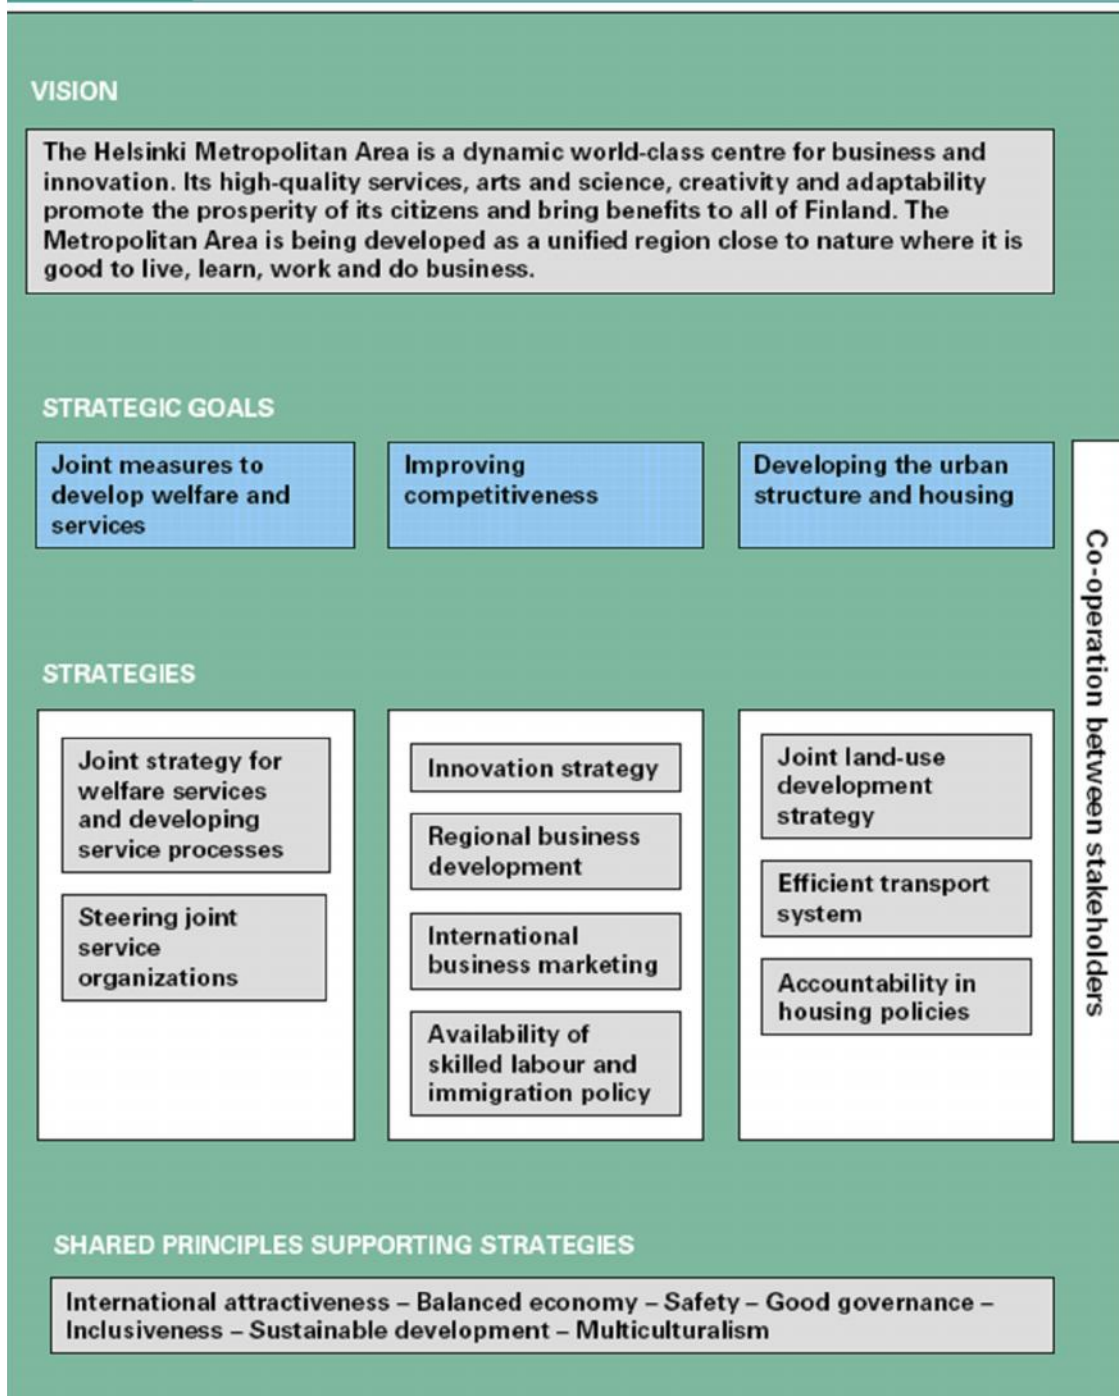 VISION
The Helsinki Metropolitan Area is a dynamic world-class centre for business and
innovation. Its high-quality services, arts and science, creativity and adaptability
promote the prosperity of its citizens and bring benefits to all of Finland. The
Metropolitan Area is being developed as a unified region close to nature where it is
good to live, learn, work and do business.
STRATEGIC GOALS
Joint measures to
develop welfare and
services
Improving
competitiveness
Developing the urban
structure and housing
STRATEGIES
Joint strategy for
welfare services
and developing
service processes
Steering joint
service
organizations
Innovation strategy
Regional business
development
International
business marketing
Availability of
skilled labour and
immigration policy
Joint land-use
development
strategy
Efficient transport
system
Accountability in
housing policies
Co-operation between stakeholders
SHARED PRINCIPLES SUPPORTING STRATEGIES
International attractiveness – Balanced economy – Safety – Good governance –
Inclusiveness – Sustainable development – Multiculturalism